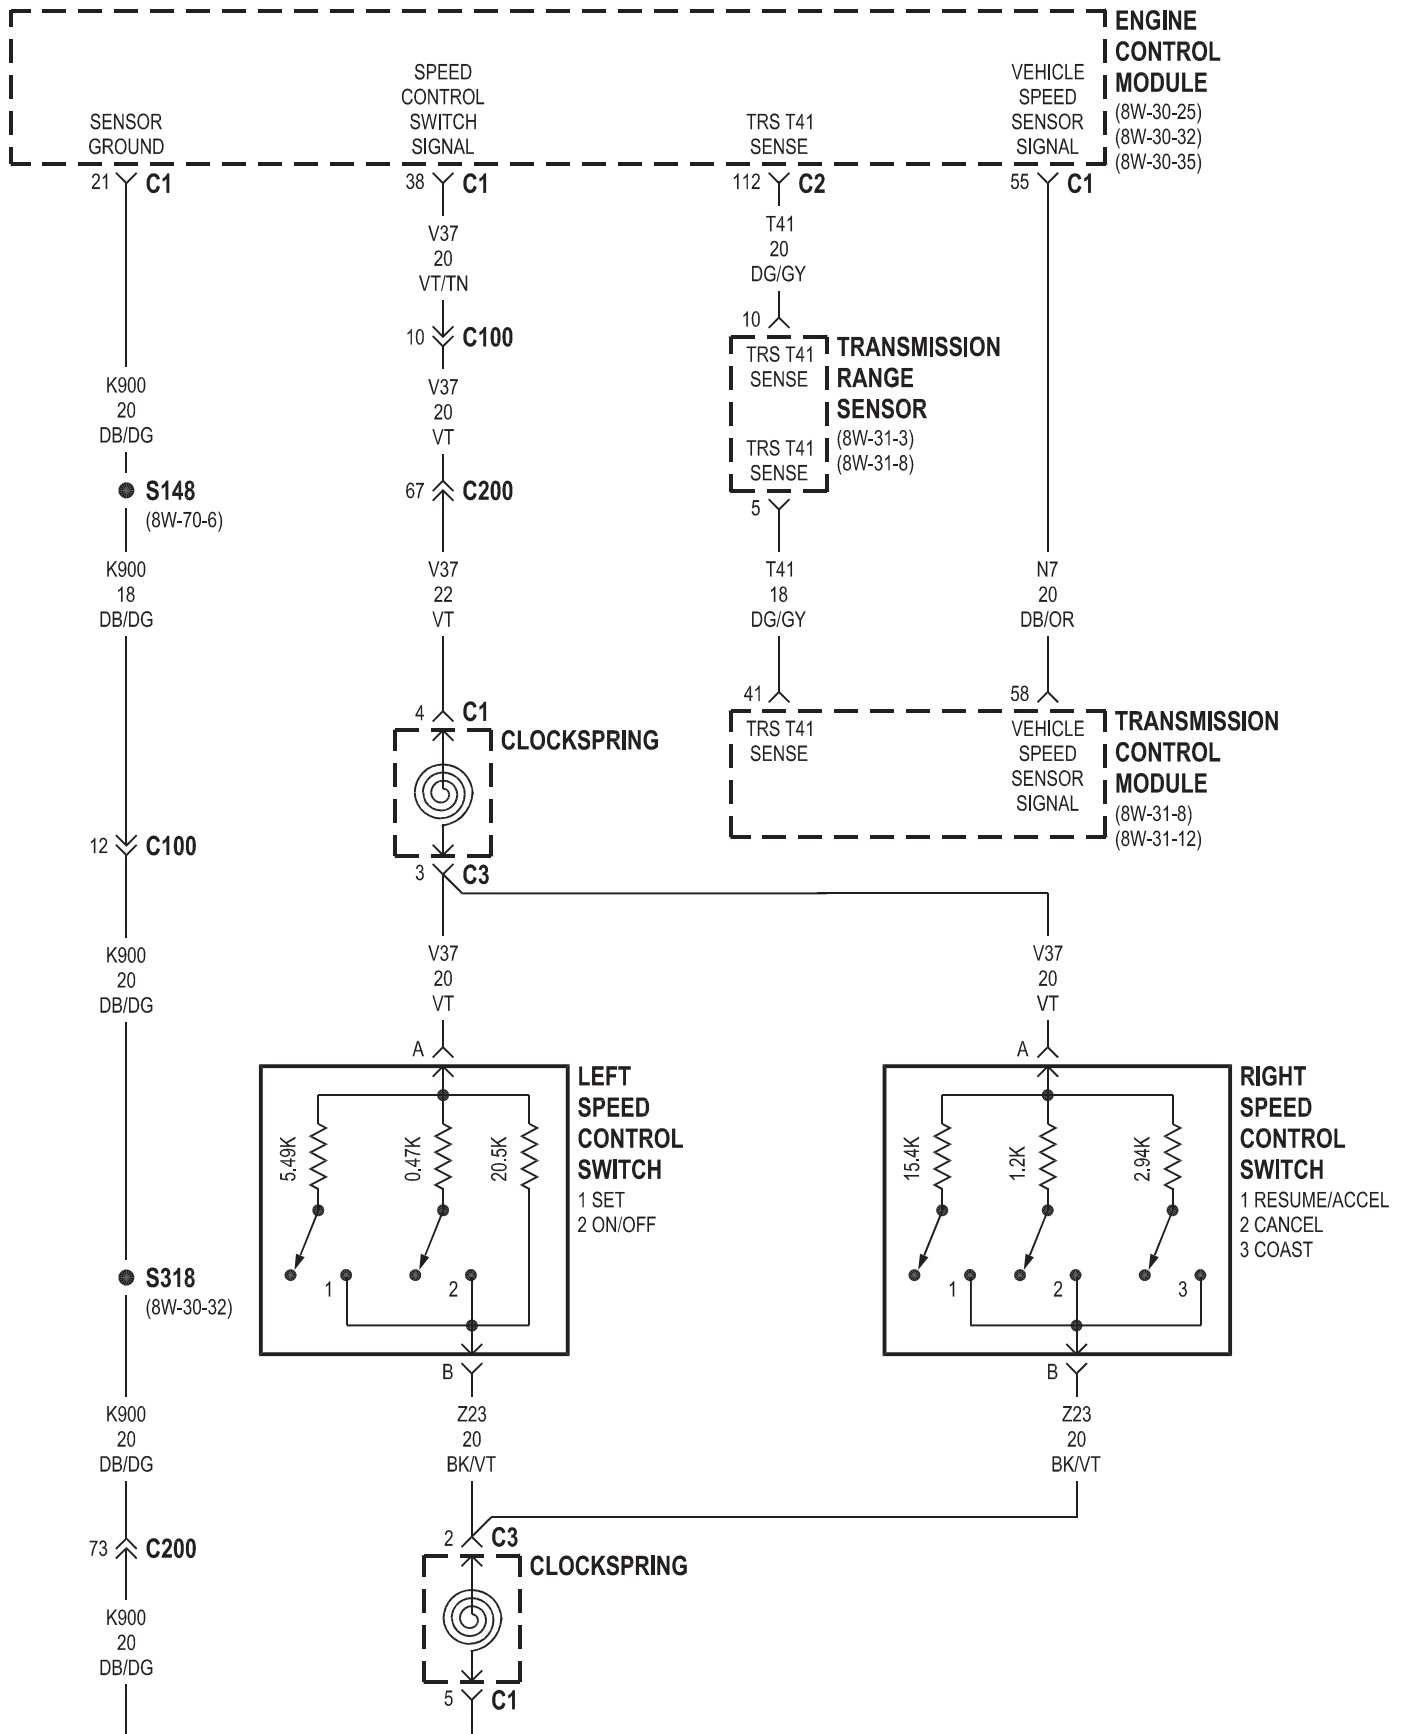 ENGINE
CONTROL
MODULE
(8W-30-25)
(8W-30-32)
(8W-30-35)
SENSOR
GROUND
SPEED
CONTROL
SWITCH
SIGNAL
TRS T41
SENSE
VEHICLE
SPEED
SENSOR
SIGNAL
21 C1
38 C1
112 C2
55 C1
V37
20
VT/TN
T41
20
DG/GY
10 C100
10
TRS T41
SENSE
TRS T41
SENSE
TRANSMISSION
RANGE
SENSOR
(8W-31-3)
(8W-31-8)
K900
20
DB/DG
V37
20
VT
S148
(8W-70-6)
67 C200
5
K900
18
DB/DG
V37
22
VT
T41
18
DG/GY
N7
20
DB/OR
4 C1
41
58
CLOCKSPRING
TRS T41
SENSE
VEHICLE
SPEED
SENSOR
SIGNAL
TRANSMISSION
CONTROL
MODULE
(8W-31-8)
(8W-31-12)
12 C100
3 C3
K900
20
DB/DG
V37
20
VT
V37
20
VT
A
A
LEFT
SPEED
CONTROL
SWITCH
1 SET
2 ON/OFF
5.49K
0.47K
20.5K
1
2
RIGHT
SPEED
CONTROL
SWITCH
1 RESUME/ACCEL
2 CANCEL
3 COAST
15.4K
1.2K
2.94K
1
2
3
S318
(8W-30-32)
B
B
K900
20
DB/DG
Z23
20
BK/VT
Z23
20
BK/VT
73 C200
2 C3
CLOCKSPRING
K900
20
DB/DG
5 C1